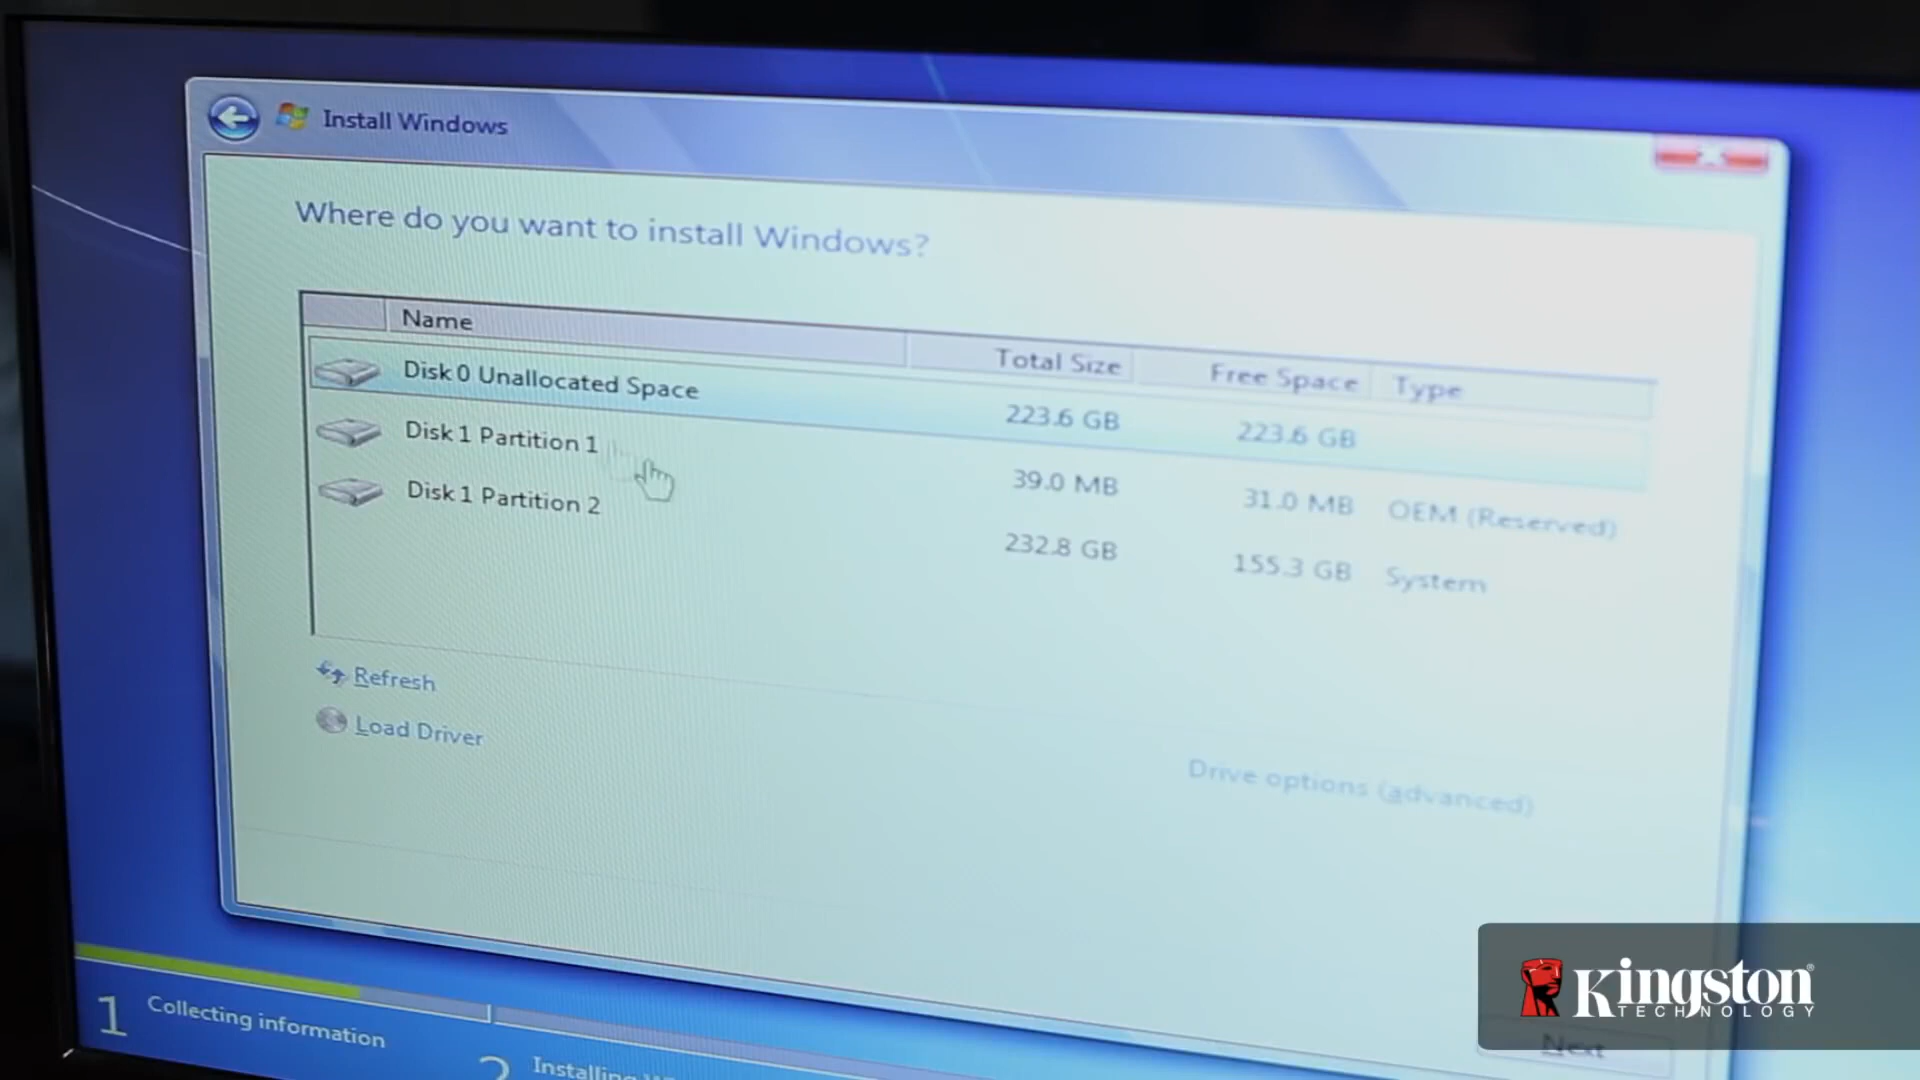 Install Windows
Where do you want to install Windows?
Name Total Size Free Space Type
Disk 0 Unallocated Space 223.6 GB 223.6 GB
Disk 1 Partition 1 39.0 MB 31.0 MB OEM (Reserved)
Disk 1 Partition 2 232.8 GB 155.3 GB System
Refresh
Load Driver
Drive options (advanced)
Next
1 Collecting information
2 Installing
Kingston®
TECHNOLOGY